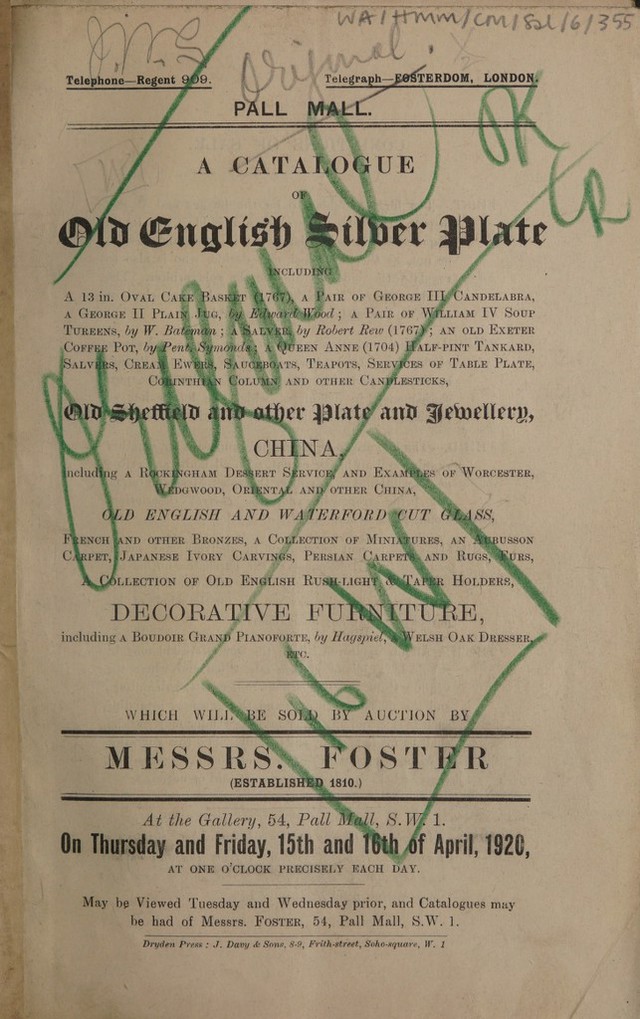 WA/HMM/CM/Sal/6/355
Original.
Telephone—Regent 909. Telegraph—FOSTERDOM, LONDON.
PALL MALL.
OK
A CATALOGUE
OF
Old English Silver Plate
INCLUDING
A 13 in. Oval Cake Basket (1767), a Pair of George III Candelabra,
a George II Plain Jug, by Edward Wood; a Pair of William IV Soup
Tureens, by W. Bateman; a Salver, by Robert Rew (1767); an old Exeter
Coffee Pot, by Pent. Symonds; a Queen Anne (1704) Half-pint Tankard,
Salvers, Cream Ewers, Sauceboats, Teapots, Services of Table Plate,
Corinthian Column and other Candlesticks,
Old Sheffield and other Plate and Jewellery,
CHINA,
including a Rockingham Dessert Service, and Examples of Worcester,
Wedgwood, Oriental and other China,
OLD ENGLISH AND WATERFORD CUT GLASS,
French and other Bronzes, a Collection of Miniatures, an Aubusson
Carpet, Japanese Ivory Carvings, Persian Carpets and Rugs, Furs,
A Collection of Old English Rush-light & Taper Holders,
DECORATIVE FURNITURE,
including a Boudoir Grand Pianoforte, by Hagspiel, a Welsh Oak Dresser,
ETC.
WHICH WILL BE SOLD BY AUCTION BY
MESSRS. FOSTER
(ESTABLISHED 1810.)
At the Gallery, 54, Pall Mall, S.W. 1.
On Thursday and Friday, 15th and 16th of April, 1920,
AT ONE O'CLOCK PRECISELY EACH DAY.
May be Viewed Tuesday and Wednesday prior, and Catalogues may
be had of Messrs. Foster, 54, Pall Mall, S.W. 1.
Dryden Press: J. Davy & Sons, 8-9, Frith-street, Soho-square, W. 1